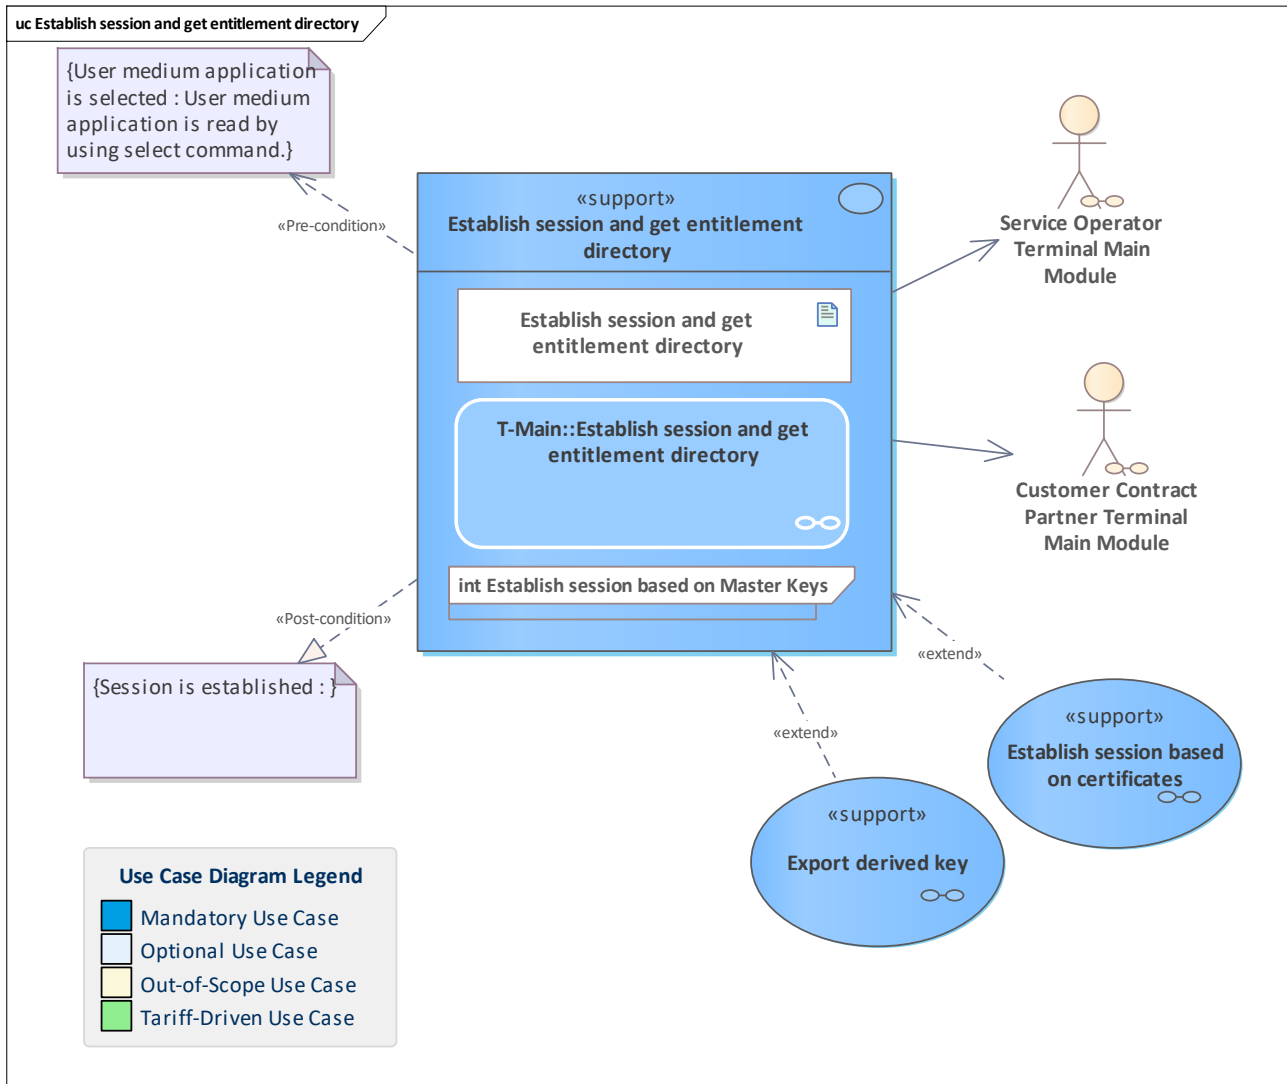 uc Establish session and get entitlement directory
{User medium application
is selected : User medium
application is read by
using select command.}
«Pre-condition»
«support»
Establish session and get entitlement
directory
Establish session and get
entitlement directory
T-Main::Establish session and get
entitlement directory
int Establish session based on Master Keys
Service Operator
Terminal Main
Module
Customer Contract
Partner Terminal
Main Module
«Post-condition»
{Session is established : }
«extend»
«extend»
«support»
Establish session based
on certificates
«support»
Export derived key
Use Case Diagram Legend
Mandatory Use Case
Optional Use Case
Out-of-Scope Use Case
Tariff-Driven Use Case